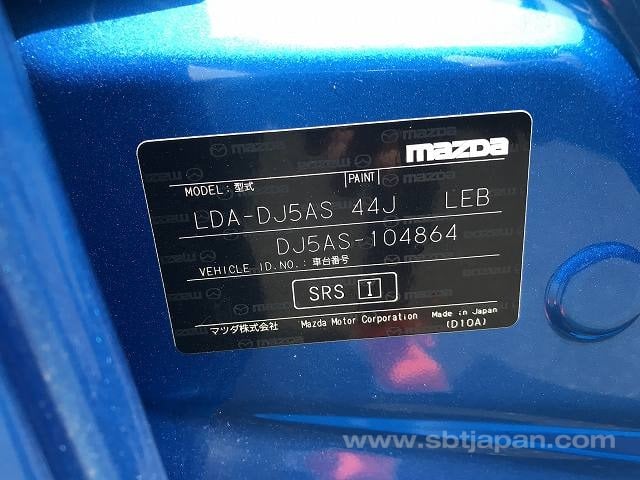 mazda
MODEL: 型式 PAINT
LDA-DJ5AS 44J LEB
DJ5AS-104864
VEHICLE ID.NO.: 車台番号
SRS I
マツダ株式会社 Mazda Motor Corporation Made in Japan
(D10A)
www.sbtjapan.com